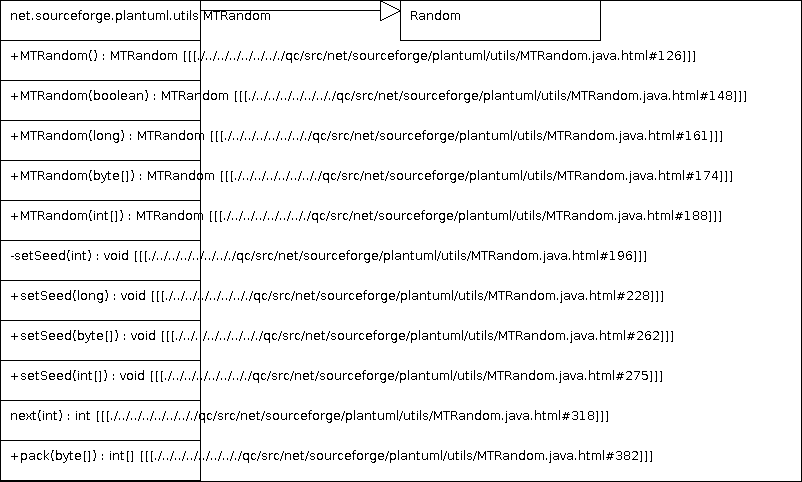 net.sourceforge.plantuml.utils.MTRandom
Random
+MTRandom() : MTRandom [[[./../../../../../../qc/src/net/sourceforge/plantuml/utils/MTRandom.java.html#126]]]
+MTRandom(boolean) : MTRandom [[[./../../../../../../qc/src/net/sourceforge/plantuml/utils/MTRandom.java.html#148]]]
+MTRandom(long) : MTRandom [[[./../../../../../../qc/src/net/sourceforge/plantuml/utils/MTRandom.java.html#161]]]
+MTRandom(byte[]) : MTRandom [[[./../../../../../../qc/src/net/sourceforge/plantuml/utils/MTRandom.java.html#174]]]
+MTRandom(int[]) : MTRandom [[[./../../../../../../qc/src/net/sourceforge/plantuml/utils/MTRandom.java.html#188]]]
-setSeed(int) : void [[[./../../../../../../qc/src/net/sourceforge/plantuml/utils/MTRandom.java.html#196]]]
+setSeed(long) : void [[[./../../../../../../qc/src/net/sourceforge/plantuml/utils/MTRandom.java.html#228]]]
+setSeed(byte[]) : void [[[./../../../../../../qc/src/net/sourceforge/plantuml/utils/MTRandom.java.html#262]]]
+setSeed(int[]) : void [[[./../../../../../../qc/src/net/sourceforge/plantuml/utils/MTRandom.java.html#275]]]
next(int) : int [[[./../../../../../../qc/src/net/sourceforge/plantuml/utils/MTRandom.java.html#318]]]
+pack(byte[]) : int[] [[[./../../../../../../qc/src/net/sourceforge/plantuml/utils/MTRandom.java.html#382]]]